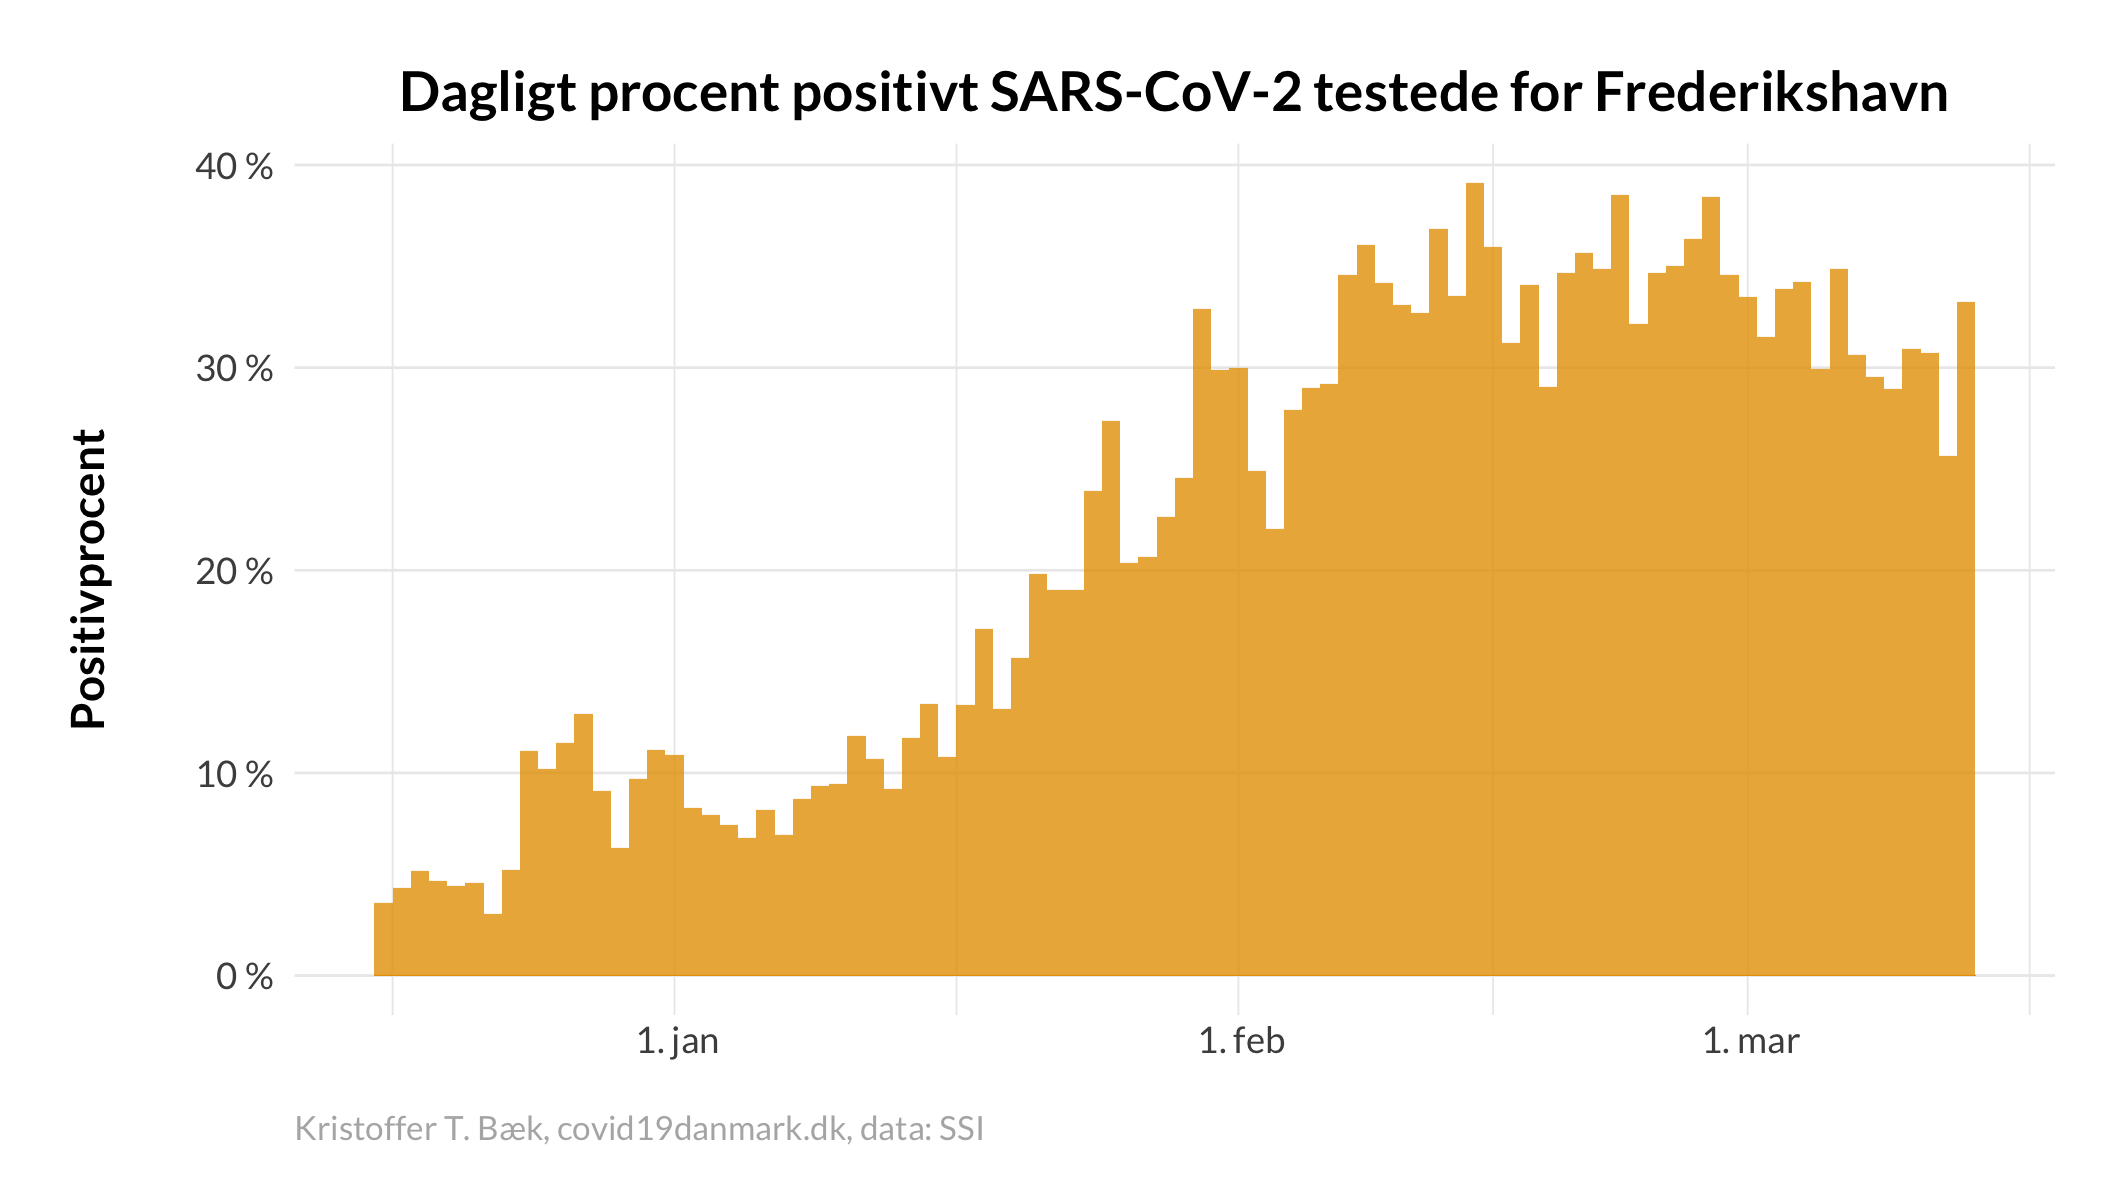 Dagligt procent positivt SARS-CoV-2 testede for Frederikshavn
Positivprocent
40 %
30 %
20 %
10 %
0 %
1. jan
1. feb
1. mar
Kristoffer T. Bæk, covid19danmark.dk, data: SSI